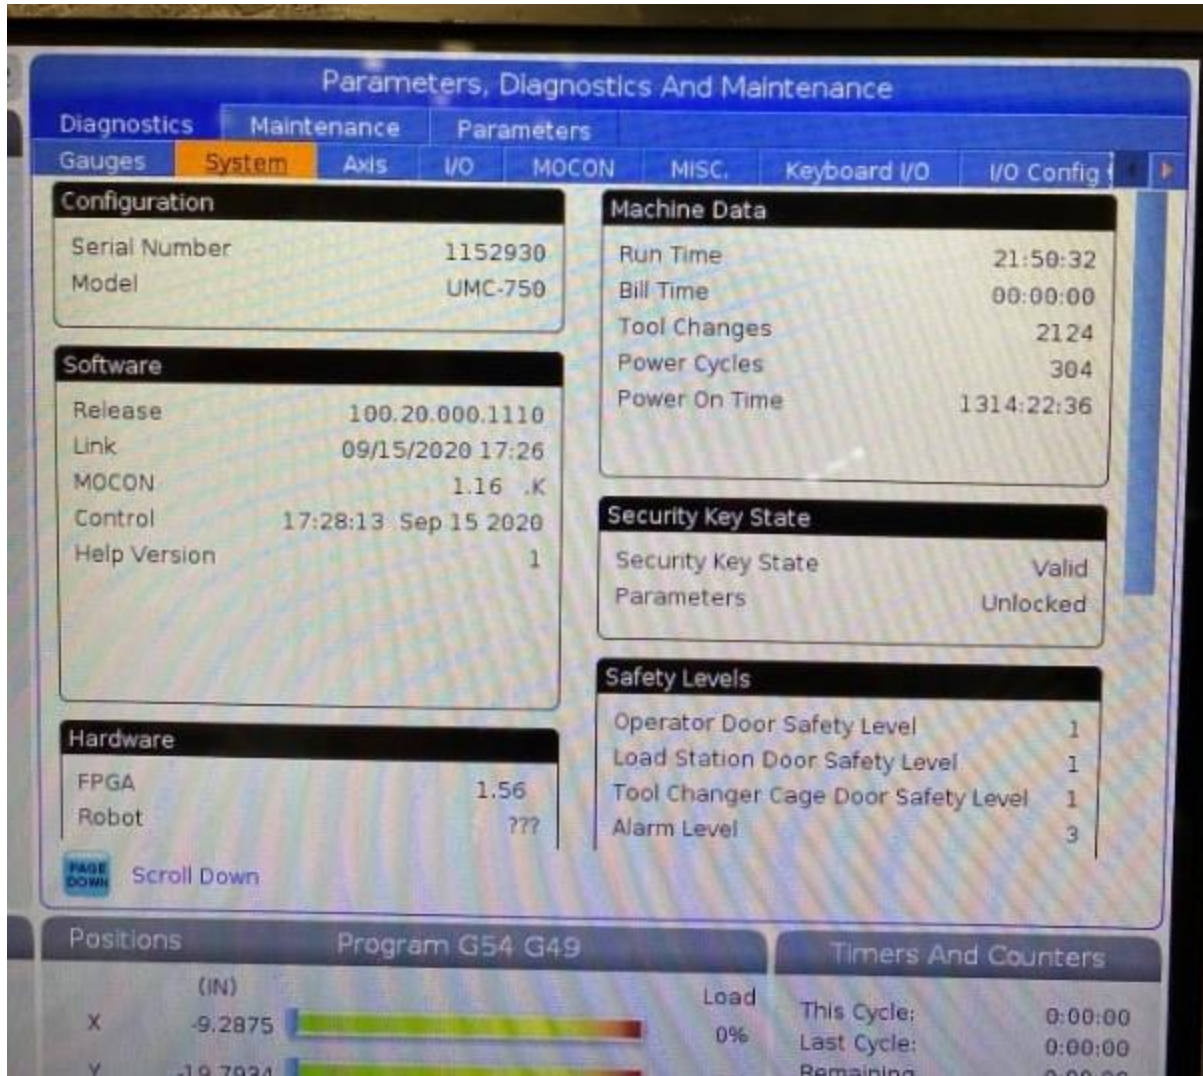 Parameters, Diagnostics And Maintenance
Diagnostics Maintenance Parameters
Gauges System Axis I/O MOCON MISC. Keyboard I/O I/O Config
Configuration
Serial Number 1152930
Model UMC-750
Software
Release 100.20.000.1110
Link 09/15/2020 17:26
MOCON 1.16 .K
Control 17:28:13 Sep 15 2020
Help Version 1
Hardware
FPGA 1.56
Robot ???
Machine Data
Run Time 21:50:32
Bill Time 00:00:00
Tool Changes 2124
Power Cycles 304
Power On Time 1314:22:36
Security Key State
Security Key State Valid
Parameters Unlocked
Safety Levels
Operator Door Safety Level 1
Load Station Door Safety Level 1
Tool Changer Cage Door Safety Level 1
Alarm Level 3
PAGE
DOWN
Scroll Down
Positions Program G54 G49
(IN)
Load
X -9.2875 0%
Y -19.7934
Timers And Counters
This Cycle: 0:00:00
Last Cycle: 0:00:00
Remaining 0:00:00